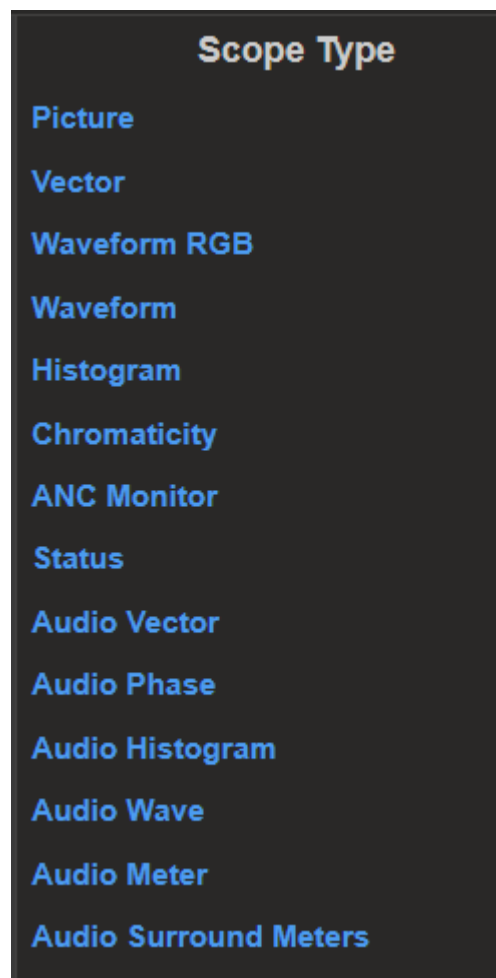 Scope Type
Picture
Vector
Waveform RGB
Waveform
Histogram
Chromaticity
ANC Monitor
Status
Audio Vector
Audio Phase
Audio Histogram
Audio Wave
Audio Meter
Audio Surround Meters